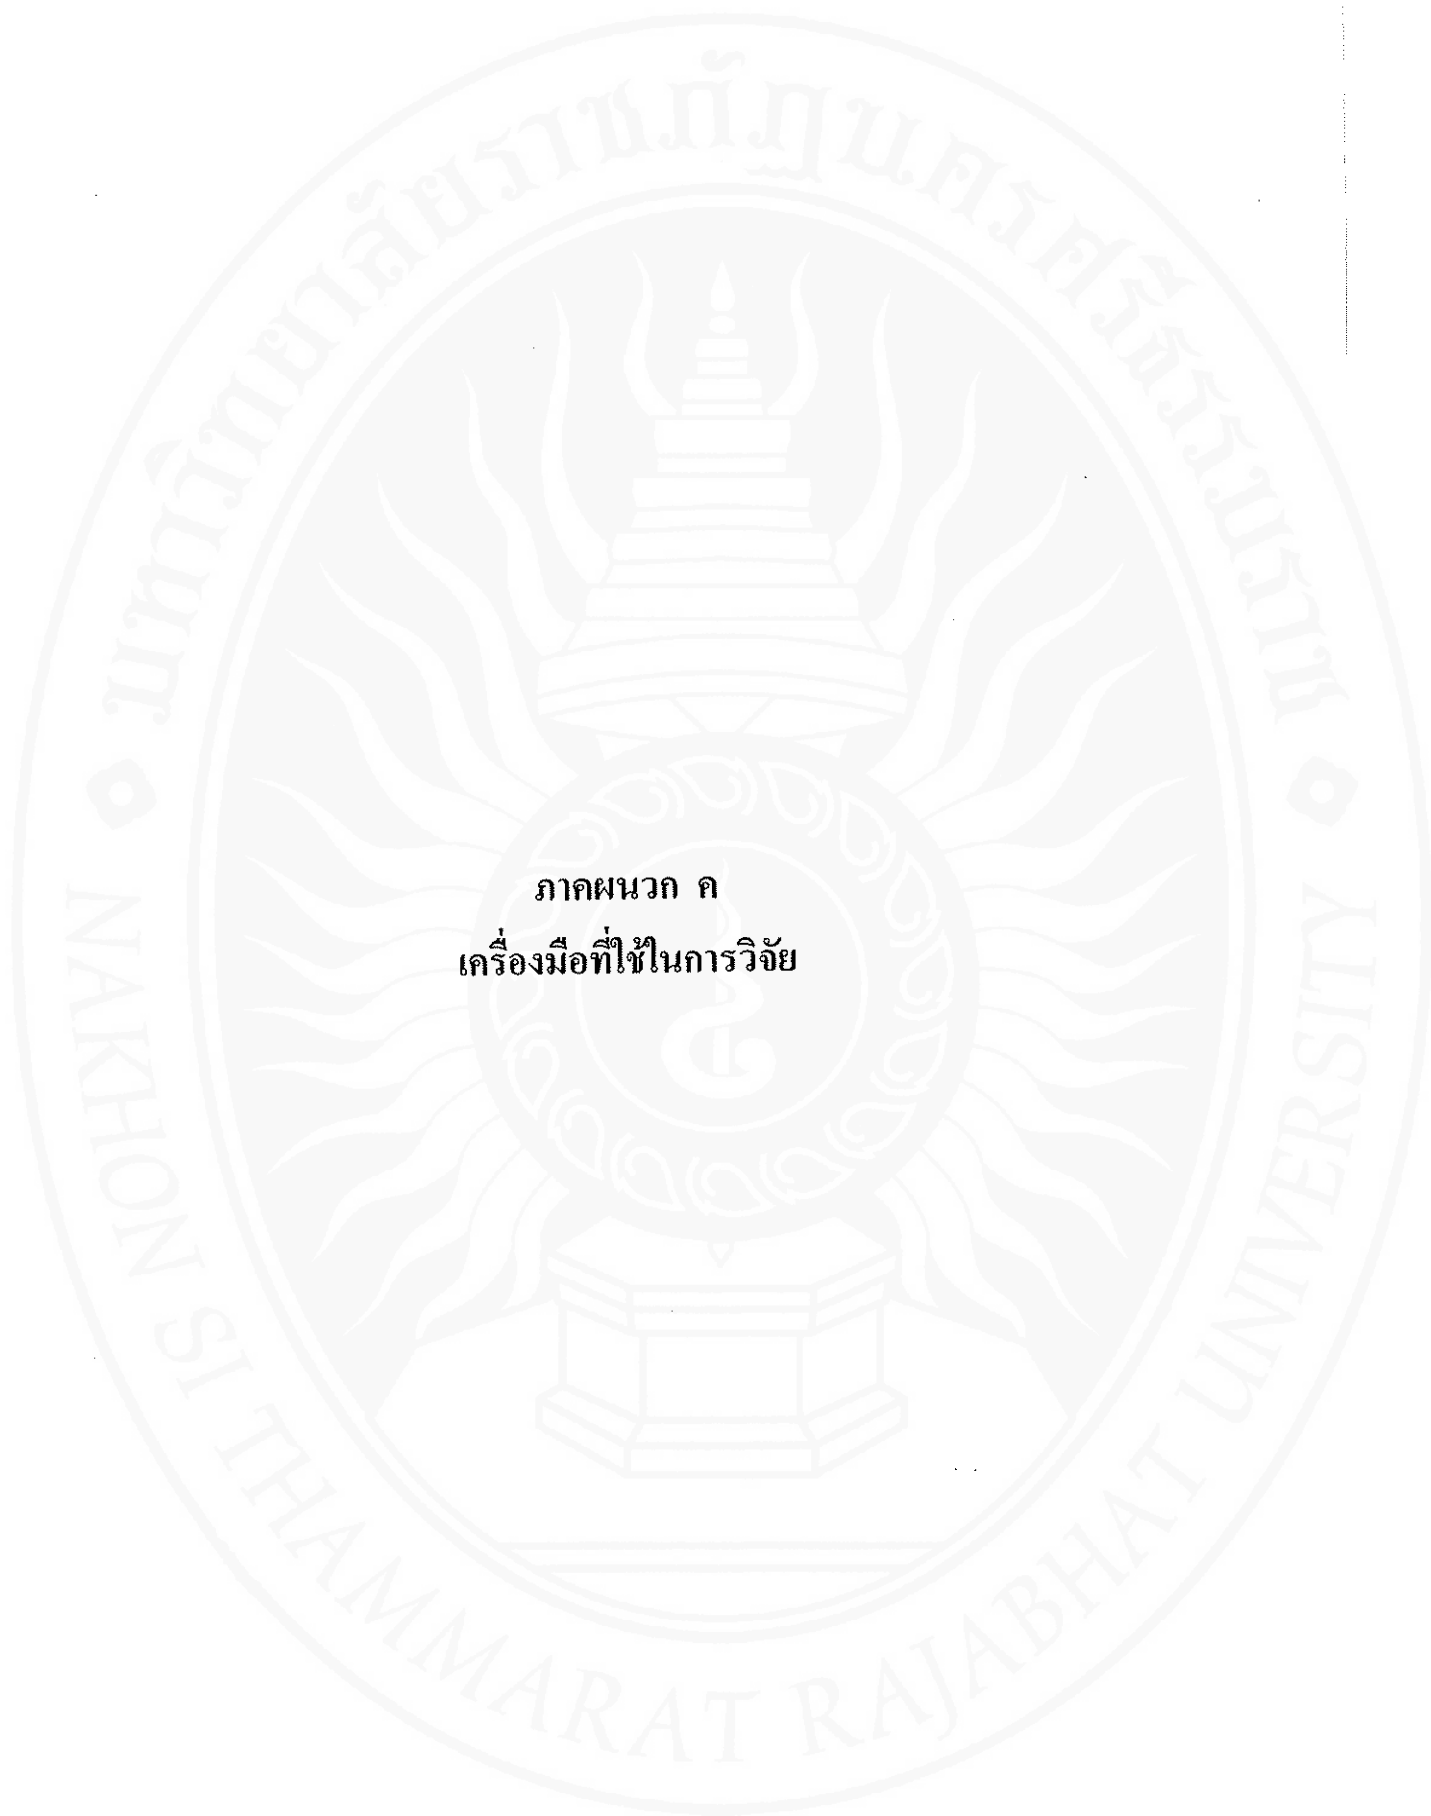 มหาวิทยาลัยราชภัฏนครศรีธรรมราช
ภาคผนวก ค
เครื่องมือที่ใช้ในการวิจัย
NAKHON SI THAMMARAT RAJABHAT UNIVERSITY